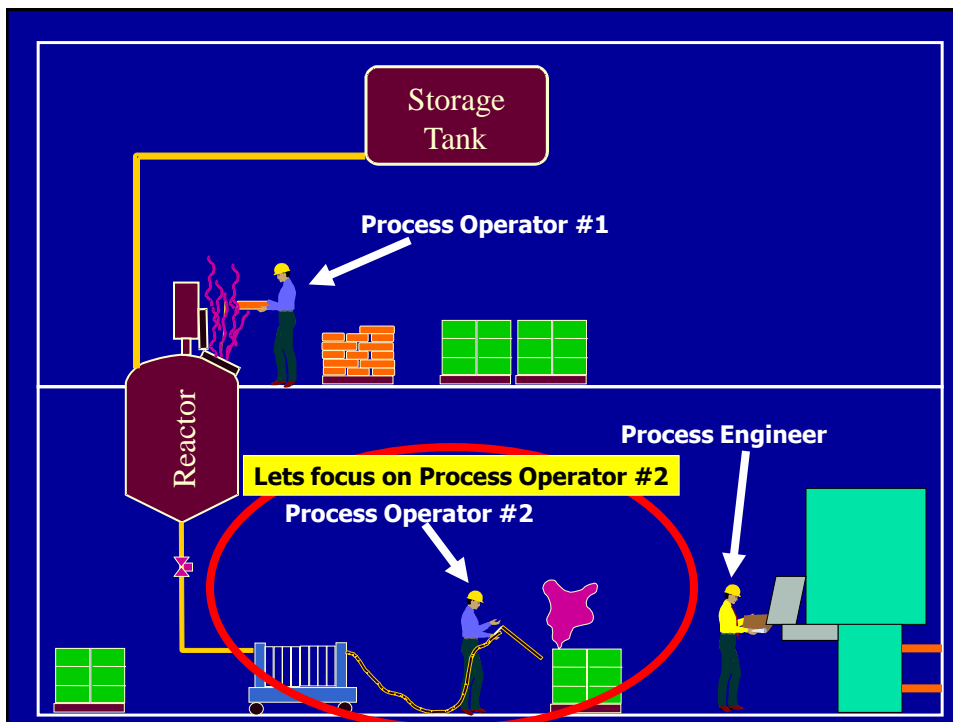 Storage
Tank
Process Operator #1
Reactor
Process Engineer
Lets focus on Process Operator #2
Process Operator #2